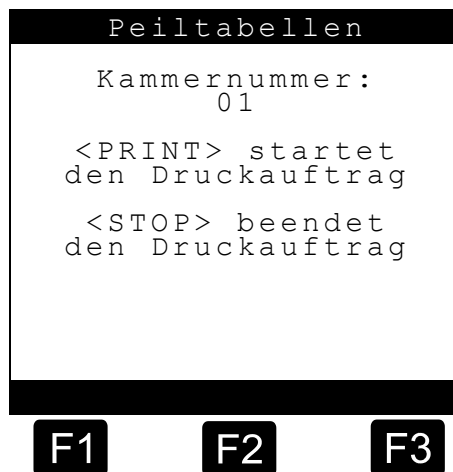 Peiltabellen
Kammernummer:
01
<PRINT> startet
den Druckauftrag
<STOP> beendet
den Druckauftrag
F1 F2 F3